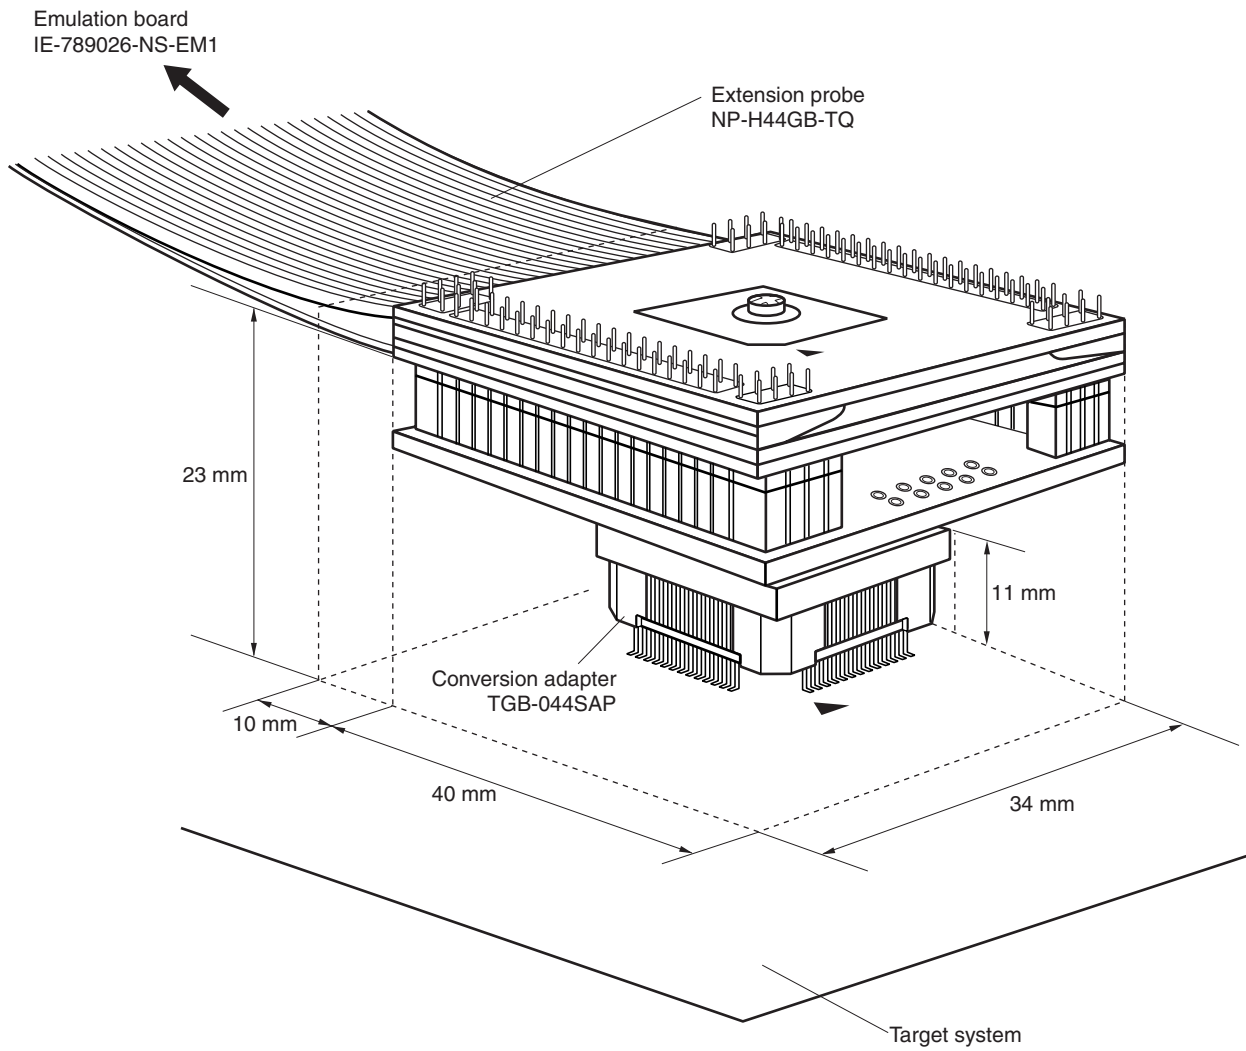 Emulation board
IE-789026-NS-EM1
Extension probe
NP-H44GB-TQ
23 mm
11 mm
Conversion adapter
TGB-044SAP
10 mm
40 mm
34 mm
Target system